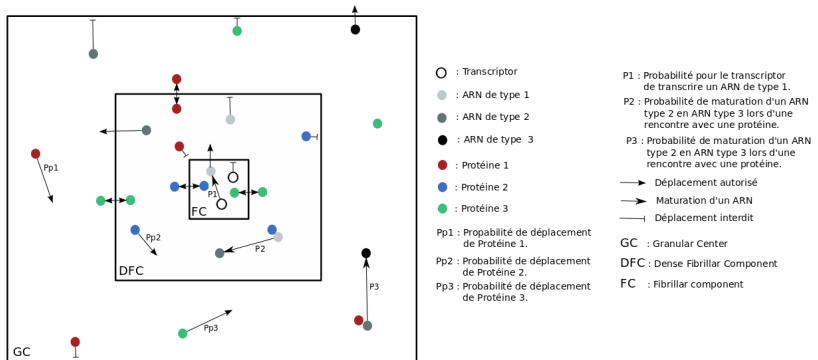 Pp1
P1
FC
Pp2
P2
DFC
P3
Pp3
GC
: Transcriptor
: ARN de type 1
: ARN de type 2
: ARN de type 3
: Protéine 1
: Protéine 2
: Protéine 3
Pp1 : Propabilité de déplacement
de Protéine 1.
Pp2 : Probabilité de déplacement
de Protéine 2.
Pp3 : Probabilité de déplacement
de Protéine 3.
P1 : Probabilité pour le transcriptor
de transcrire un ARN de type 1.
P2 : Probabilité de maturation d'un ARN
type 2 en ARN type 3 lors d'une
rencontre avec une protéine.
P3 : Probabilité de maturation d'un ARN
type 2 en ARN type 3 lors d'une
rencontre avec une protéine.
Déplacement autorisé
Maturation d'un ARN
Déplacement interdit
GC : Granular Center
DFC : Dense Fibrillar Component
FC : Fibrillar component